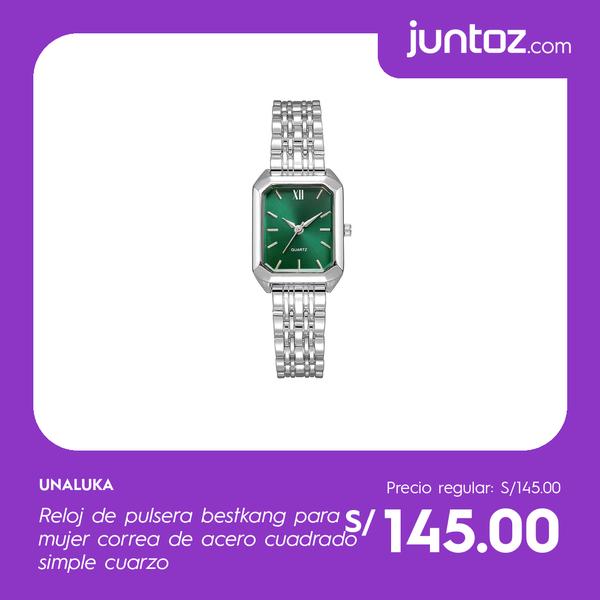 juntoz.com
XII
QUARTZ
UNALUKA
Reloj de pulsera bestkang para
mujer correa de acero cuadrado
simple cuarzo
Precio regular: S/145.00
S/ 145.00